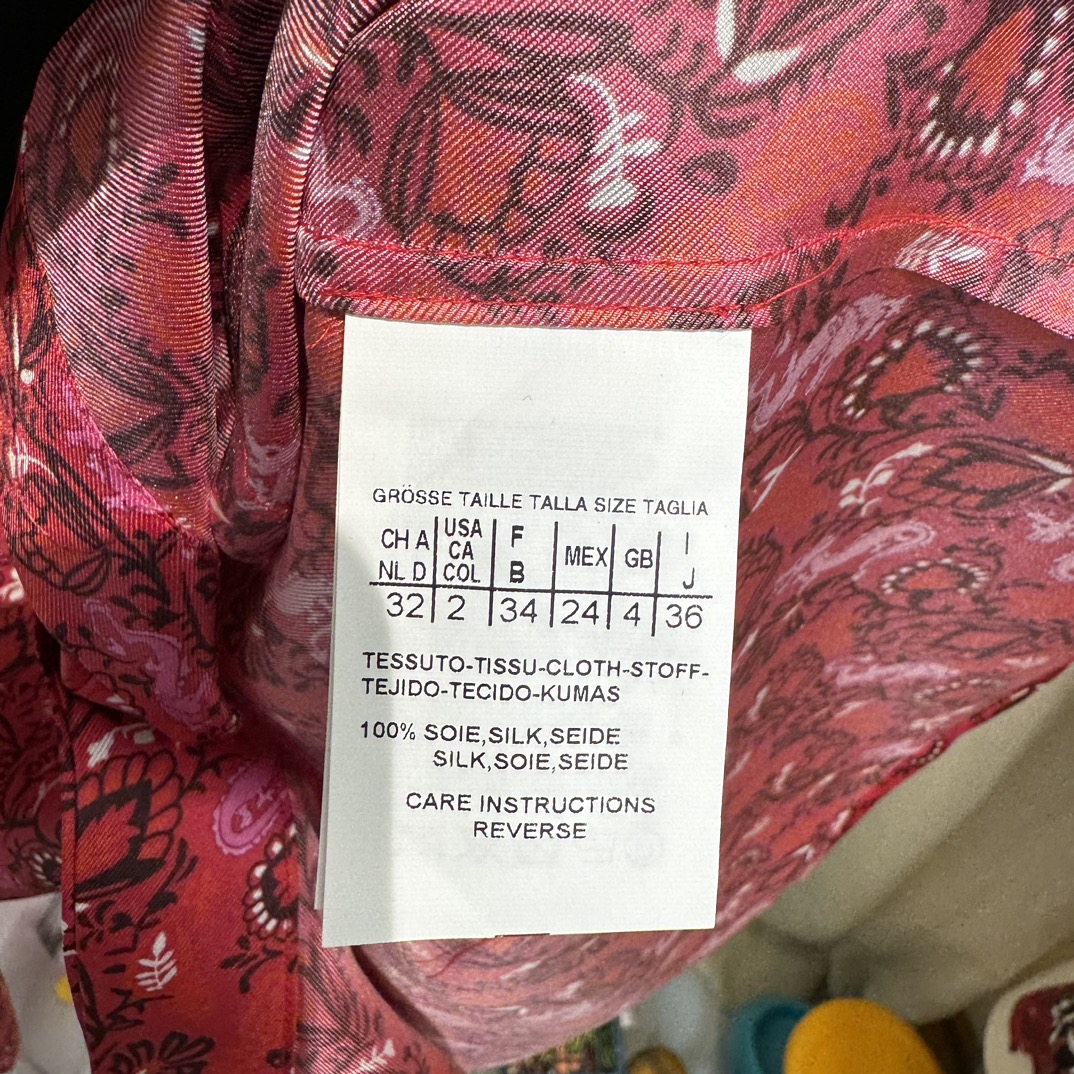 GRÖSSE TAILLE TALLA SIZE TAGLIA
CH A NL D | USA CA COL | F B | MEX | GB | I J
32 | 2 | 34 | 24 | 4 | 36
TESSUTO-TISSU-CLOTH-STOFF-
TEJIDO-TECIDO-KUMAS
100% SOIE,SILK,SEIDE
SILK,SOIE,SEIDE
CARE INSTRUCTIONS
REVERSE